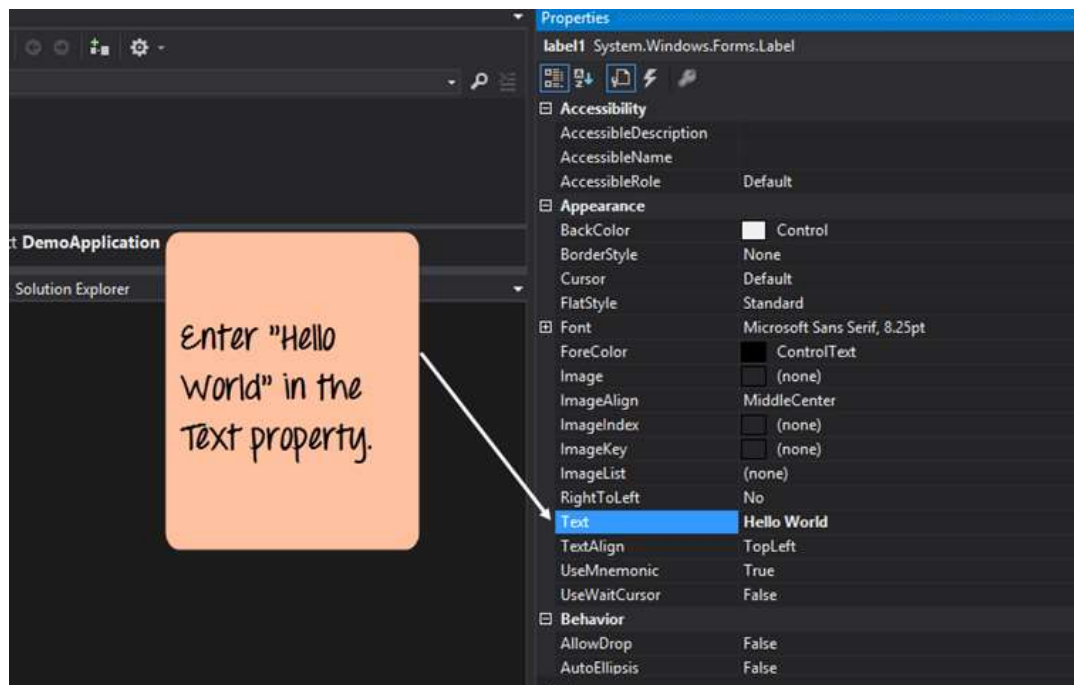 Properties
label1 System.Windows.Forms.Label
Accessibility
AccessibleDescription
AccessibleName
AccessibleRole Default
Appearance
BackColor Control
BorderStyle None
Cursor Default
FlatStyle Standard
Font Microsoft Sans Serif, 8.25pt
ForeColor ControlText
Image (none)
ImageAlign MiddleCenter
ImageIndex (none)
ImageKey (none)
ImageList (none)
RightToLeft No
Text Hello World
TextAlign TopLeft
UseMnemonic True
UseWaitCursor False
Behavior
AllowDrop False
AutoEllipsis False
t DemoApplication
Solution Explorer
Enter "Hello
World" in the
Text property.